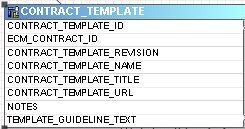 CONTRACT_TEMPLATE
CONTRACT_TEMPLATE_ID
ECM_CONTRACT_ID
CONTRACT_TEMPLATE_REVISION
CONTRACT_TEMPLATE_NAME
CONTRACT_TEMPLATE_TITLE
CONTRACT_TEMPLATE_URL
NOTES
TEMPLATE_GUIDELINE_TEXT